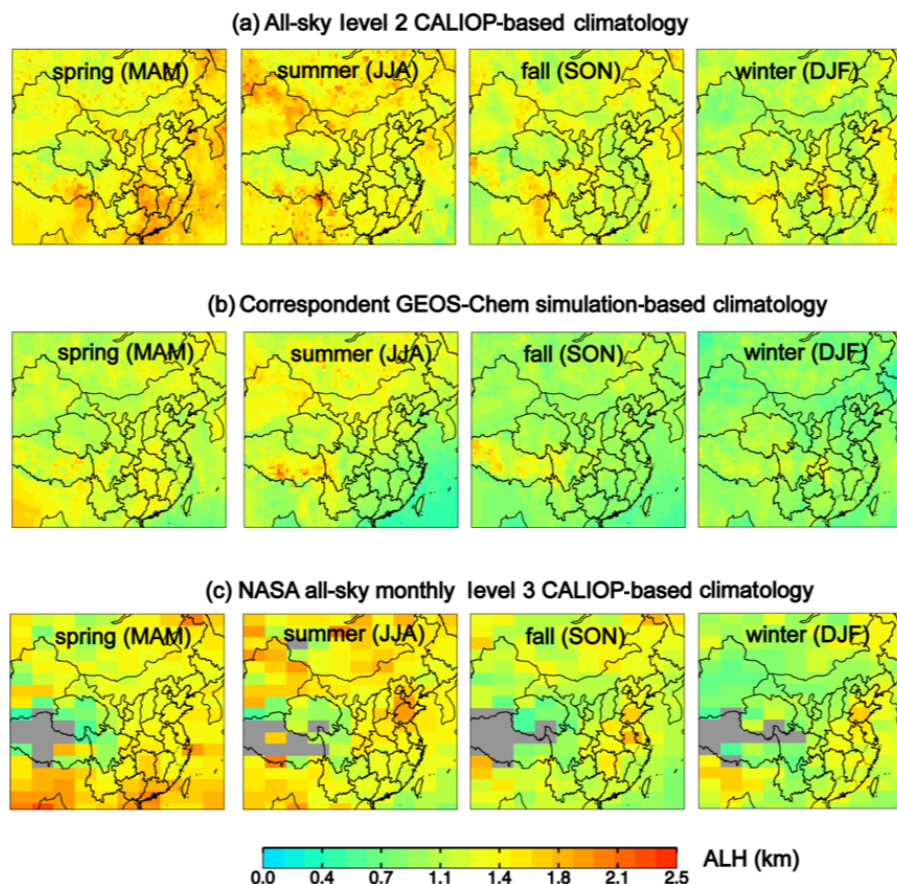 (a) All-sky level 2 CALIOP-based climatology
spring (MAM) summer (JJA) fall (SON) winter (DJF)
(b) Correspondent GEOS-Chem simulation-based climatology
spring (MAM) summer (JJA) fall (SON) winter (DJF)
(c) NASA all-sky monthly level 3 CALIOP-based climatology
spring (MAM) summer (JJA) fall (SON) winter (DJF)
ALH (km)
0.0 0.4 0.7 1.1 1.4 1.8 2.1 2.5